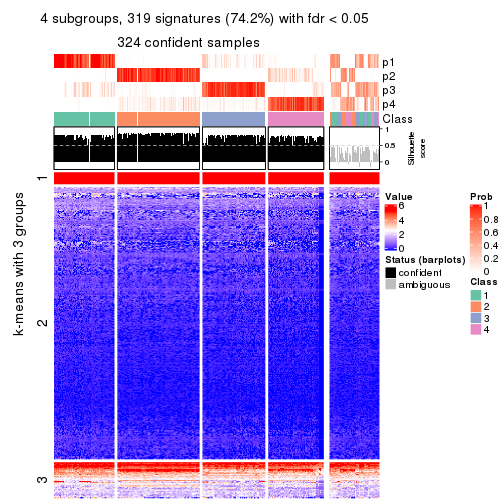 4 subgroups, 319 signatures (74.2%) with fdr < 0.05
324 confident samples
p1
p2
p3
p4
Class
1
0.5
0
Silhouette
score
k-means with 3 groups
1
2
3
Value
6
4
2
0
Status (barplots)
confident
ambiguous
Prob
1
0.8
0.6
0.4
0.2
0
Class
1
2
3
4